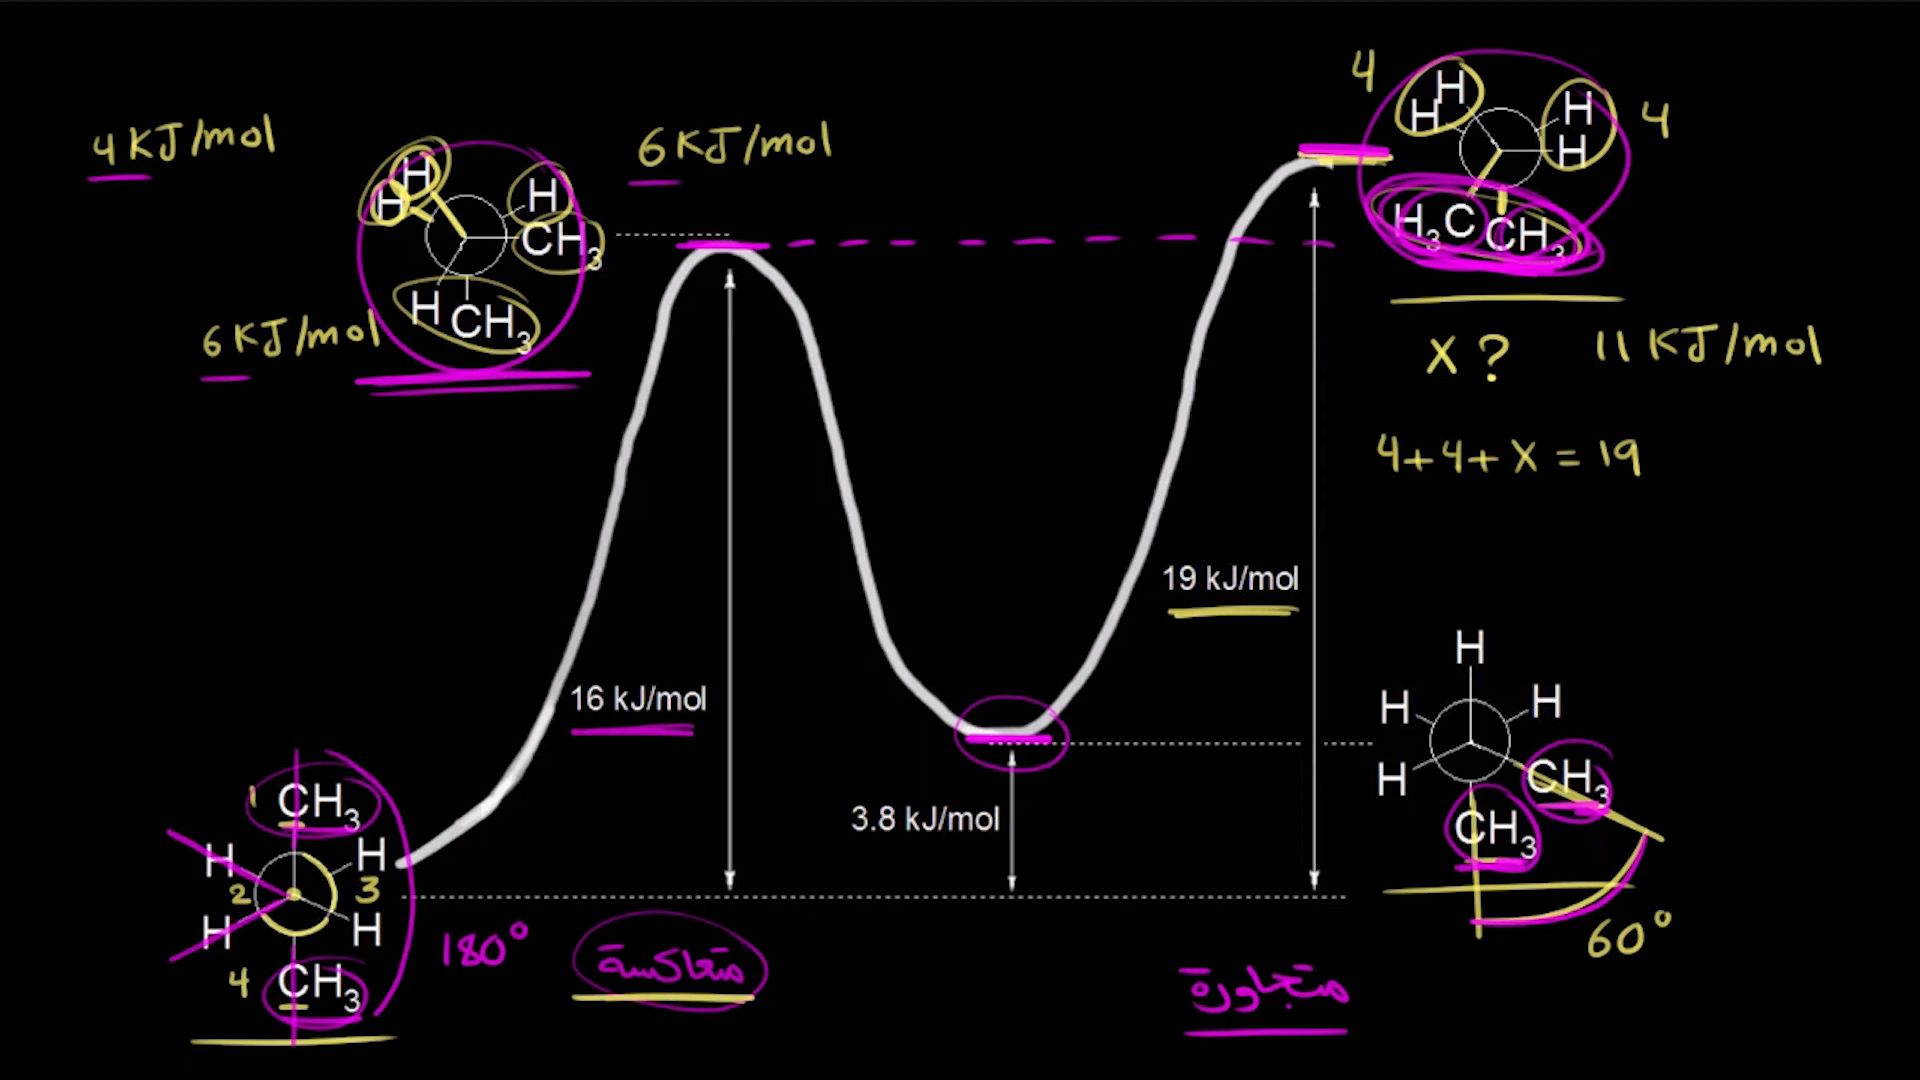 4 KJ/mol
6 KJ/mol
H
H
H
CH3
H CH3
6 KJ/mol
4
H
H
H
H
4
H3C CH3
X ?
11 KJ/mol
4+4+X=19
19 kJ/mol
16 kJ/mol
3.8 kJ/mol
1 CH3
H
H
2
3
H
H
4 CH3
180°
متعاكسة
متجاورة
H
H
H
H
CH3
CH3
60°